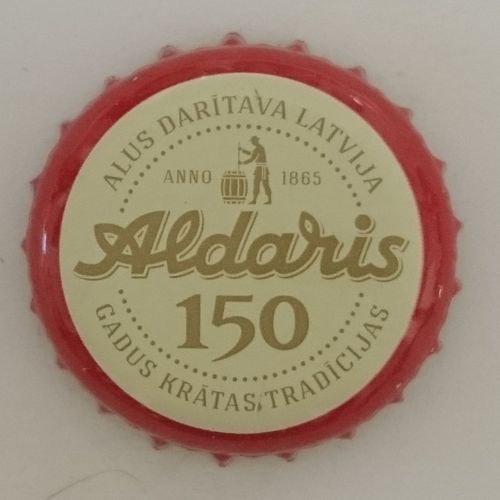 ALUS DARĪTAVA LATVIJA
ANNO 1865
Aldaris
150
GADUS KRĀTAS TRADĪCIJAS